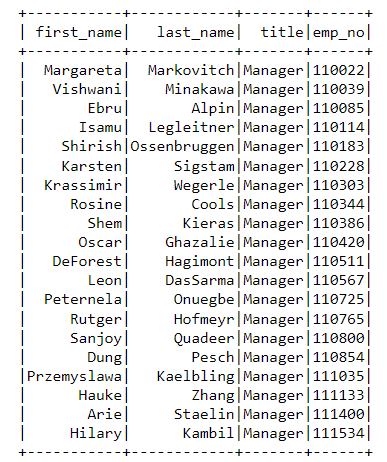 +-----------+------------+-------+------+
| first_name|   last_name|  title|emp_no|
+-----------+------------+-------+------+
|  Margareta|  Markovitch|Manager|110022|
|   Vishwani|    Minakawa|Manager|110039|
|       Ebru|       Alpin|Manager|110085|
|      Isamu|  Legleitner|Manager|110114|
|    Shirish|Ossenbruggen|Manager|110183|
|    Karsten|     Sigstam|Manager|110228|
|  Krassimir|     Wegerle|Manager|110303|
|     Rosine|       Cools|Manager|110344|
|       Shem|      Kieras|Manager|110386|
|      Oscar|    Ghazalie|Manager|110420|
|   DeForest|    Hagimont|Manager|110511|
|       Leon|    DasSarma|Manager|110567|
|  Peternela|     Onuegbe|Manager|110725|
|     Rutger|     Hofmeyr|Manager|110765|
|     Sanjoy|     Quadeer|Manager|110800|
|       Dung|       Pesch|Manager|110854|
|Przemyslawa|   Kaelbling|Manager|111035|
|      Hauke|       Zhang|Manager|111133|
|       Arie|     Staelin|Manager|111400|
|     Hilary|      Kambil|Manager|111534|
+-----------+------------+-------+------+